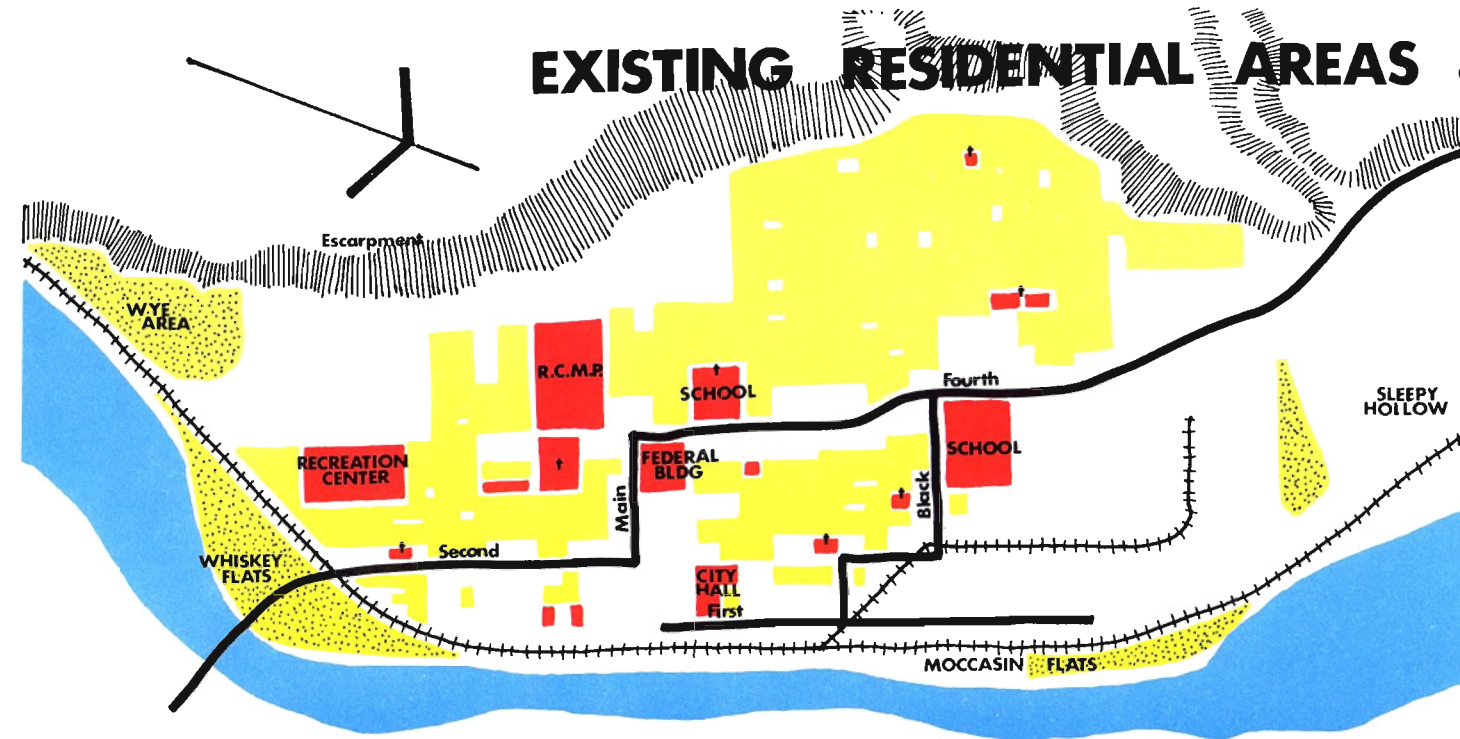 EXISTING RESIDENTIAL AREAS
Escarpment
WYE
AREA
R.C.M.P.
SCHOOL
Fourth
SLEEPY
HOLLOW
RECREATION
CENTER
FEDERAL
BLDG
SCHOOL
Main
Black
Second
WHISKEY
FLATS
CITY
HALL
First
MOCCASIN FLATS